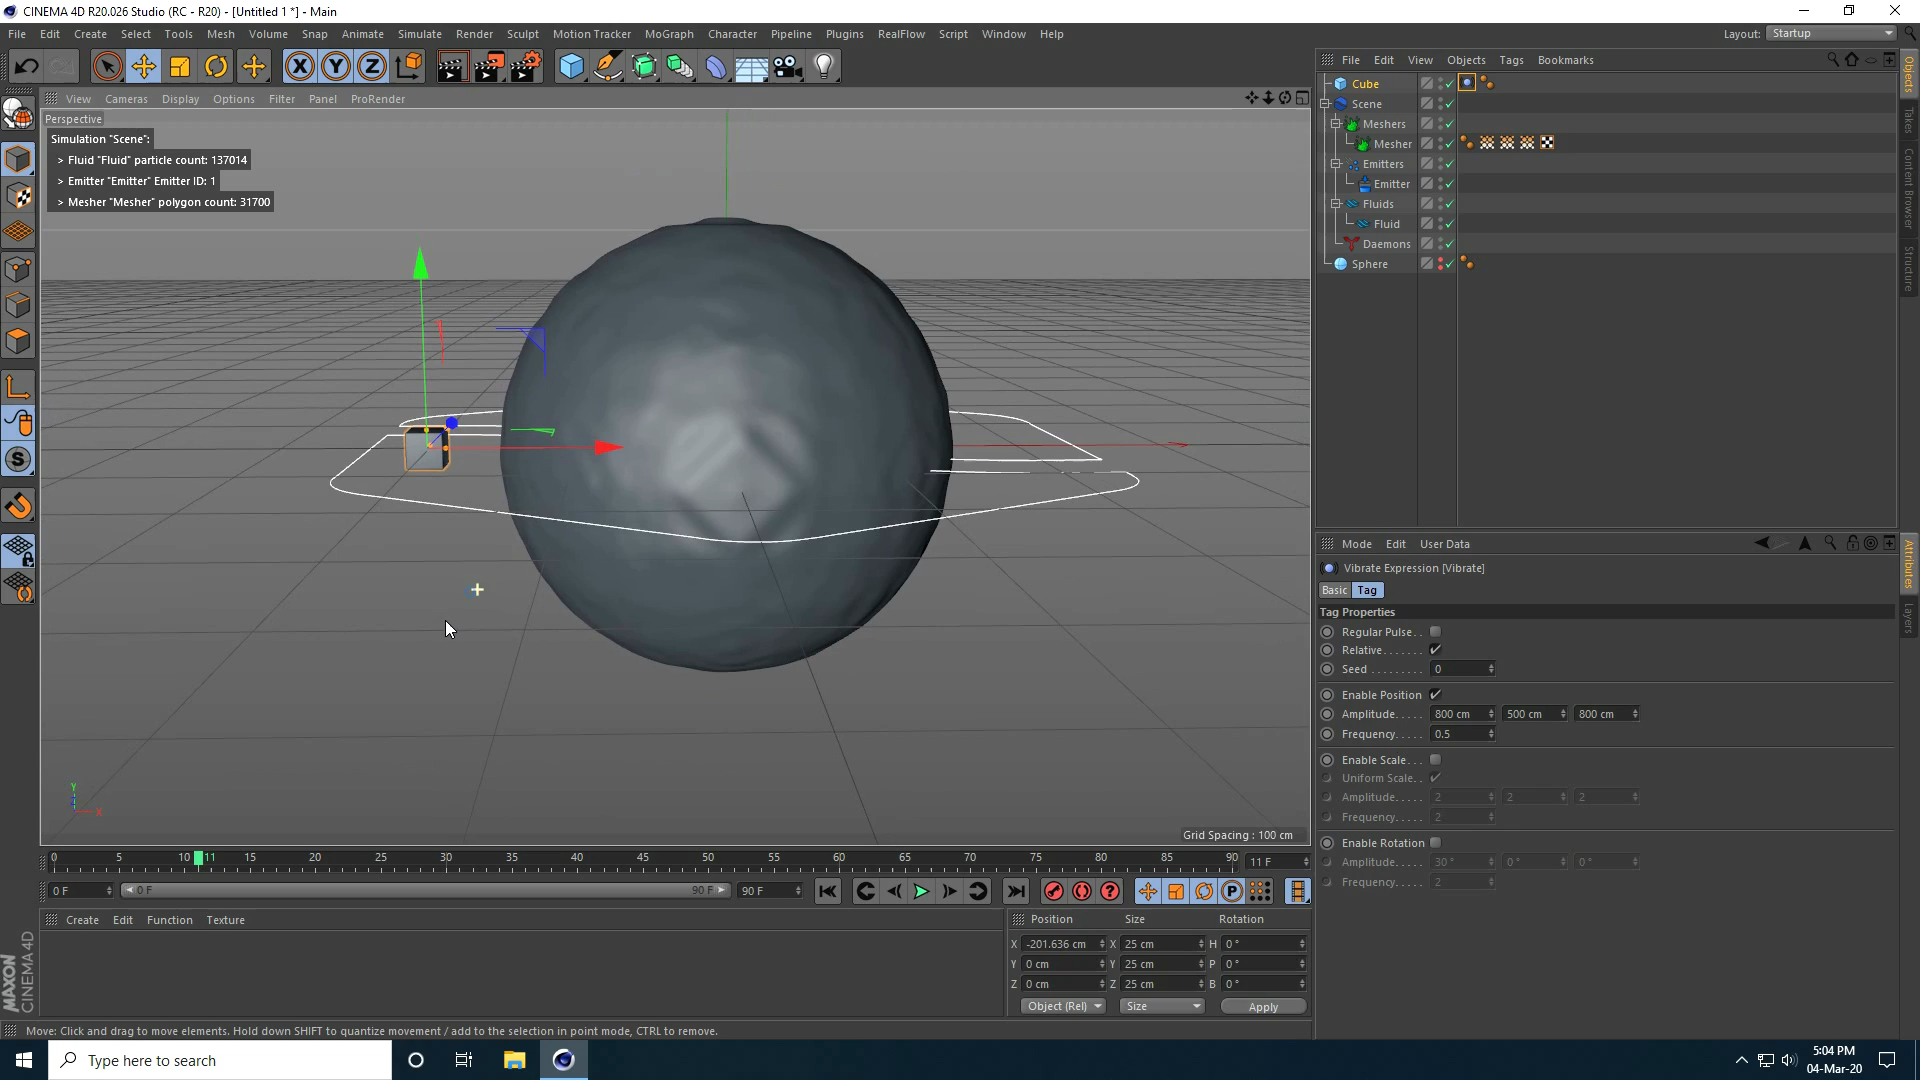 CINEMA 4D R20.026 Studio (RC - R20) - [Untitled 1 *] - Main
File Edit Create Select Tools Mesh Volume Snap Animate Simulate Render Sculpt Motion Tracker MoGraph Character Pipeline Plugins RealFlow Script Window Help
Layout: Startup
View Cameras Display Options Filter Panel ProRender
Perspective
Simulation "Scene":
> Fluid "Fluid" particle count: 137014
> Emitter "Emitter" Emitter ID: 1
> Mesher "Mesher" polygon count: 31700
Y
X
Grid Spacing : 100 cm
File Edit View Objects Tags Bookmarks
Cube
Scene
Meshers
Mesher
Emitters
Emitter
Fluids
Fluid
Daemons
Sphere
Objects
Takes
Content Browser
Structure
Mode Edit User Data
Vibrate Expression [Vibrate]
Basic Tag
Tag Properties
Regular Pulse. .
Relative. . . . . . .
Seed . . . . . . . . . 0
Enable Position
Amplitude. . . . . 800 cm 500 cm 800 cm
Frequency. . . . . 0.5
Enable Scale. . .
Uniform Scale. .
Amplitude. . . . . 2 2 2
Frequency. . . . . 2
Enable Rotation
Amplitude. . . . . 30 ° 0 ° 0 °
Frequency. . . . . 2
Attributes
Layers
0 5 10 11 15 20 25 30 35 40 45 50 55 60 65 70 75 80 85 90 11 F
0 F 0 F 90 F 90 F
Create Edit Function Texture
Position Size Rotation
X -201.636 cm X 25 cm H 0 °
Y 0 cm Y 25 cm P 0 °
Z 0 cm Z 25 cm B 0 °
Object (Rel) Size Apply
MAXON
CINEMA 4D
Move: Click and drag to move elements. Hold down SHIFT to quantize movement / add to the selection in point mode, CTRL to remove.
Type here to search
5:04 PM
04-Mar-20